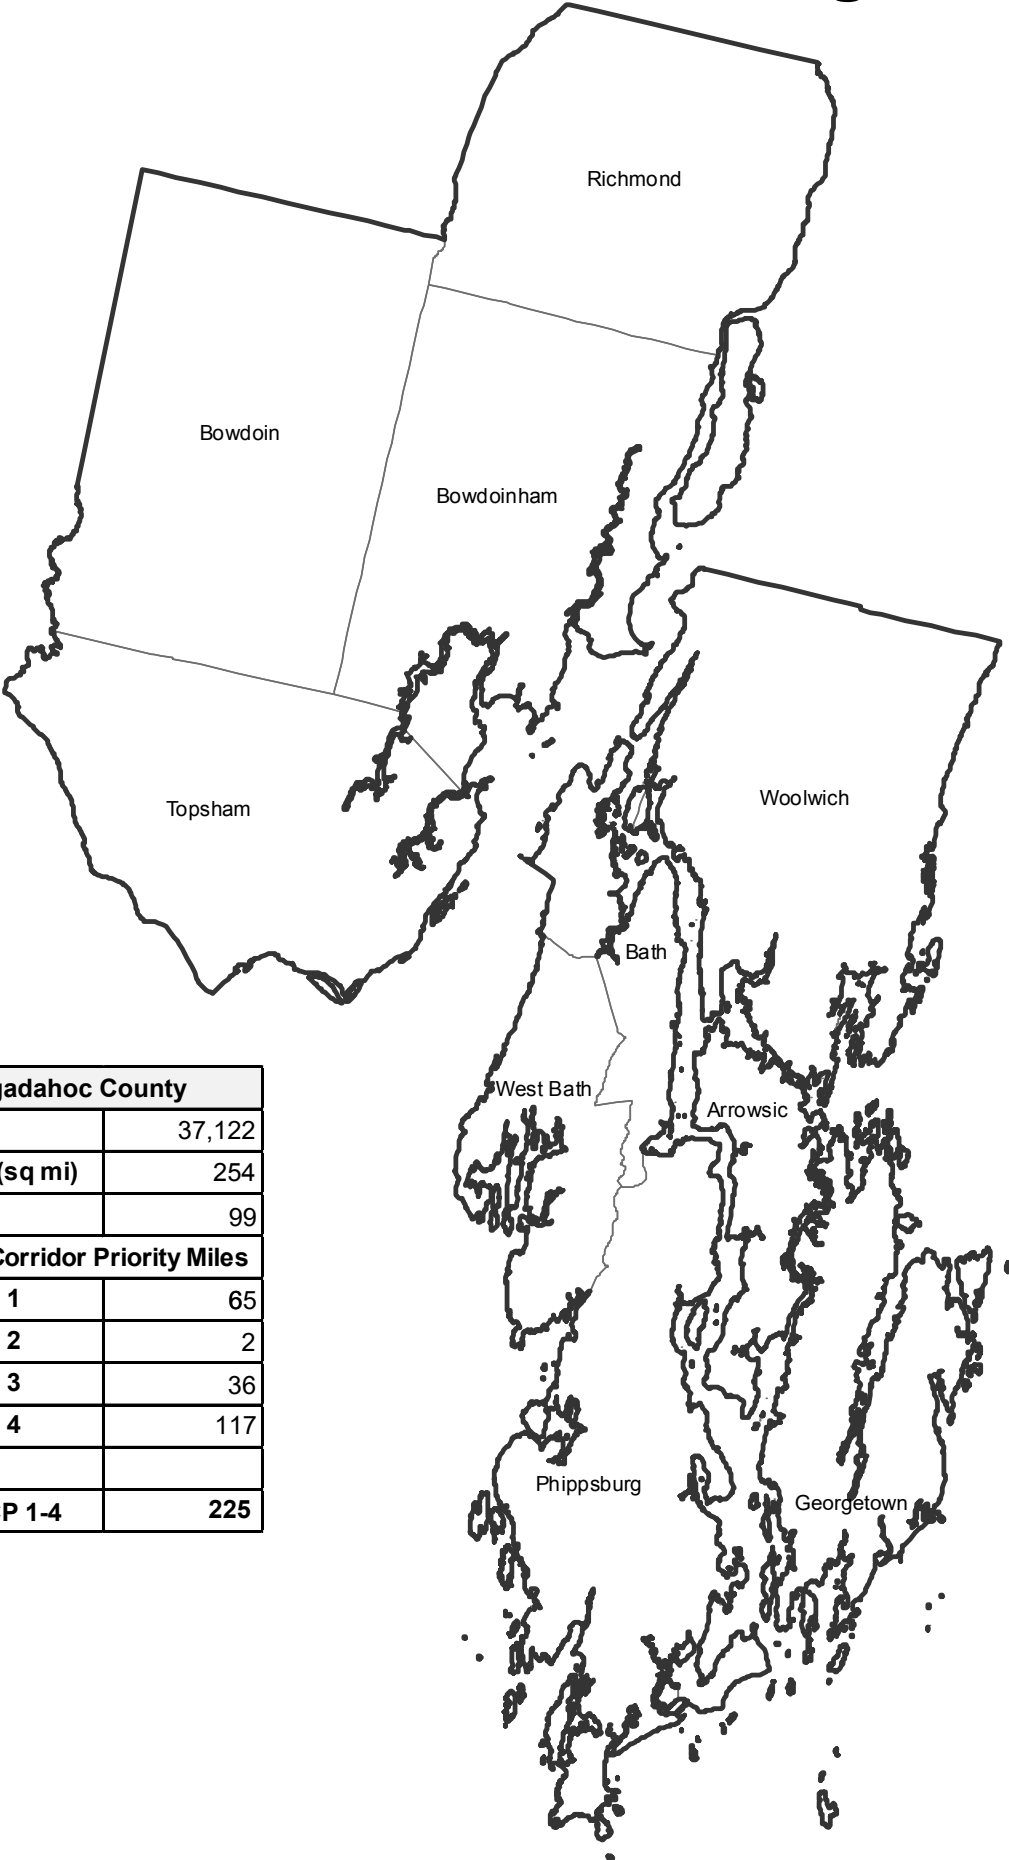 Richmond
Bowdoin
Bowdoinham
Woolwich
Topsham
Bath
West Bath
Arrowsic
Phippsburg
Georgetown
gadahoc County
37,122
(sq mi) 254
99
Corridor Priority Miles
1 65
2 2
3 36
4 117
P 1-4 225